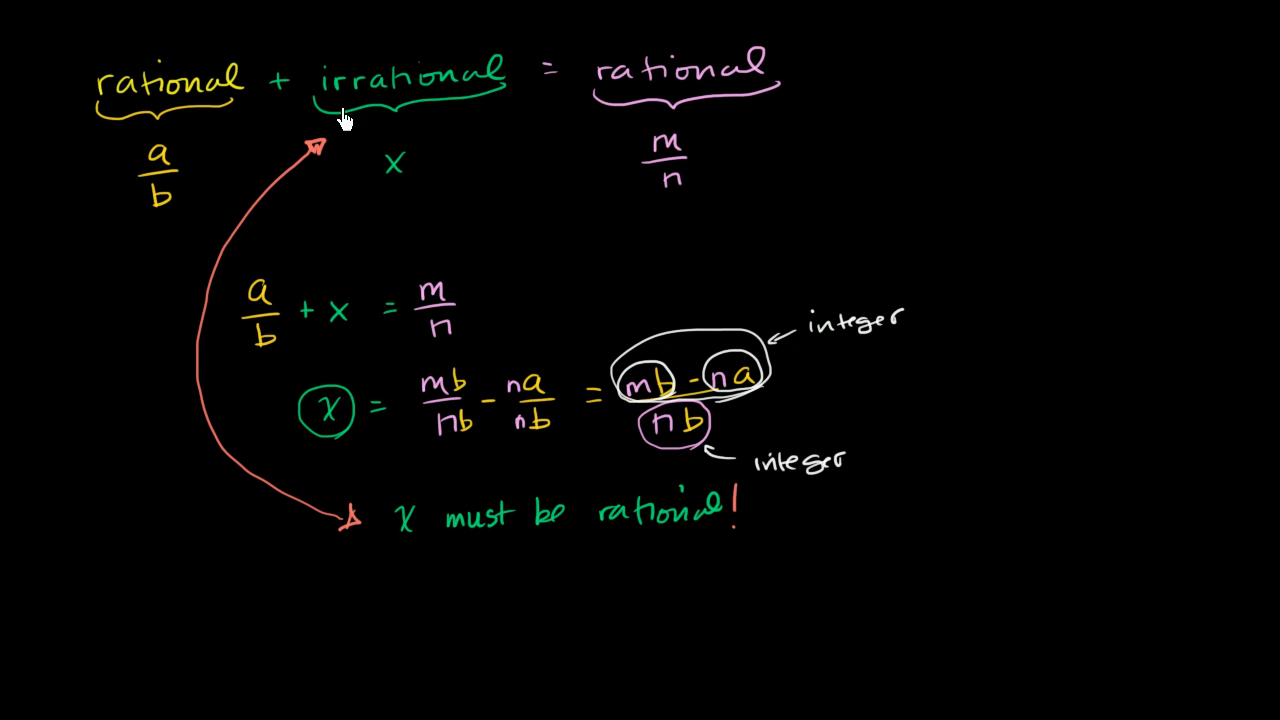 rational + irrational = rational
a/b x m/n
a/b + x = m/n
integer
x = mb/nb - na/nb = mb - na/nb
integer
x must be rational!